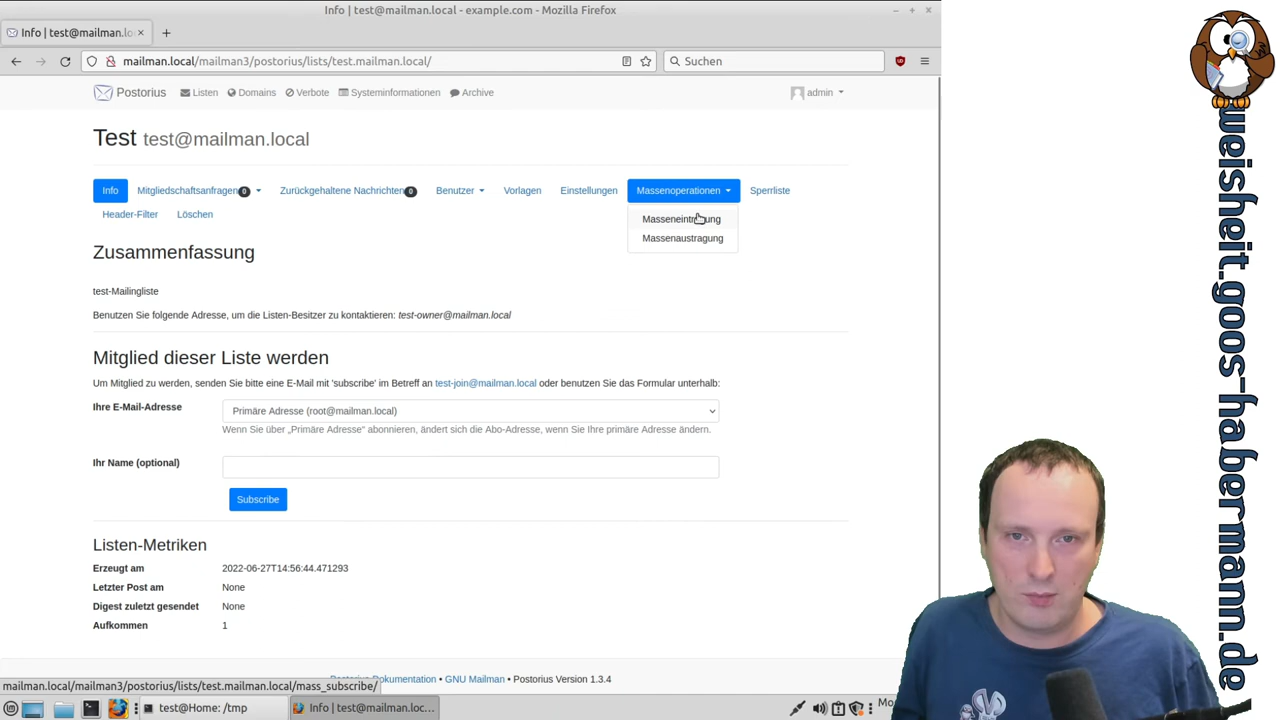 Info | test@mailman.local - example.com - Mozilla Firefox
Info | test@mailman.lo
mailman.local/mailman3/postorius/lists/test.mailman.local/
Suchen
Postorius Listen Domains Verbote Systeminformationen Archive admin
Test test@mailman.local
Info Mitgliedschaftsanfragen 0 Zurückgehaltene Nachrichten 0 Benutzer Vorlagen Einstellungen Massenoperationen Sperrliste
Header-Filter Löschen
Masseneintragung
Massenaustragung
Zusammenfassung
test-Mailingliste
Benutzen Sie folgende Adresse, um die Listen-Besitzer zu kontaktieren: test-owner@mailman.local
Mitglied dieser Liste werden
Um Mitglied zu werden, senden Sie bitte eine E-Mail mit 'subscribe' im Betreff an test-join@mailman.local oder benutzen Sie das Formular unterhalb:
Ihre E-Mail-Adresse Primäre Adresse (root@mailman.local)
Wenn Sie über „Primäre Adresse" abonnieren, ändert sich die Abo-Adresse, wenn Sie Ihre primäre Adresse ändern.
Ihr Name (optional)
Subscribe
Listen-Metriken
Erzeugt am 2022-06-27T14:56:44.471293
Letzter Post am None
Digest zuletzt gesendet None
Aufkommen 1
Dokumentation • GNU Mailman • Postorius Version 1.3.4
mailman.local/mailman3/postorius/lists/test.mailman.local/mass_subscribe/
test@Home: /tmp
Info | test@mailman.loc...
Mo
weisheit.goos-habermann.de